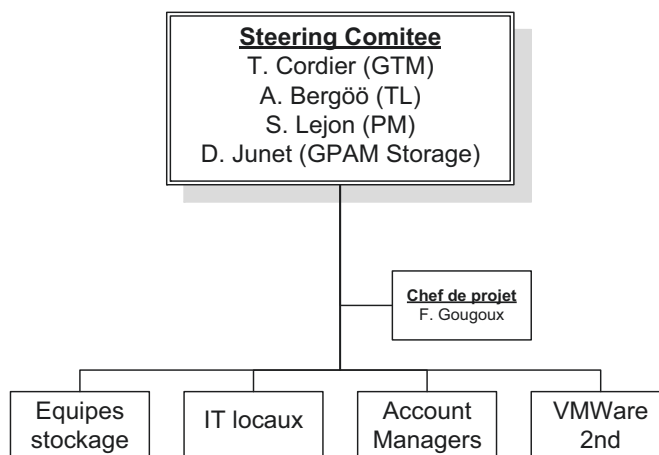 Steering Comitee
T. Cordier (GTM)
A. Bergöö (TL)
S. Lejon (PM)
D. Junet (GPAM Storage)
Chef de projet
F. Gougoux
Equipes
stockage
IT locaux
Account
Managers
VMWare
2nd